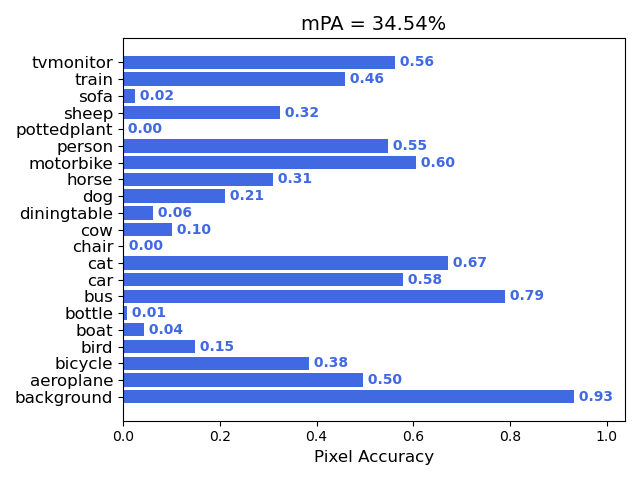 mPA = 34.54%
tvmonitor 0.56
train 0.46
sofa 0.02
sheep 0.32
pottedplant 0.00
person 0.55
motorbike 0.60
horse 0.31
dog 0.21
diningtable 0.06
cow 0.10
chair 0.00
cat 0.67
car 0.58
bus 0.79
bottle 0.01
boat 0.04
bird 0.15
bicycle 0.38
aeroplane 0.50
background 0.93
0.0 0.2 0.4 0.6 0.8 1.0
Pixel Accuracy